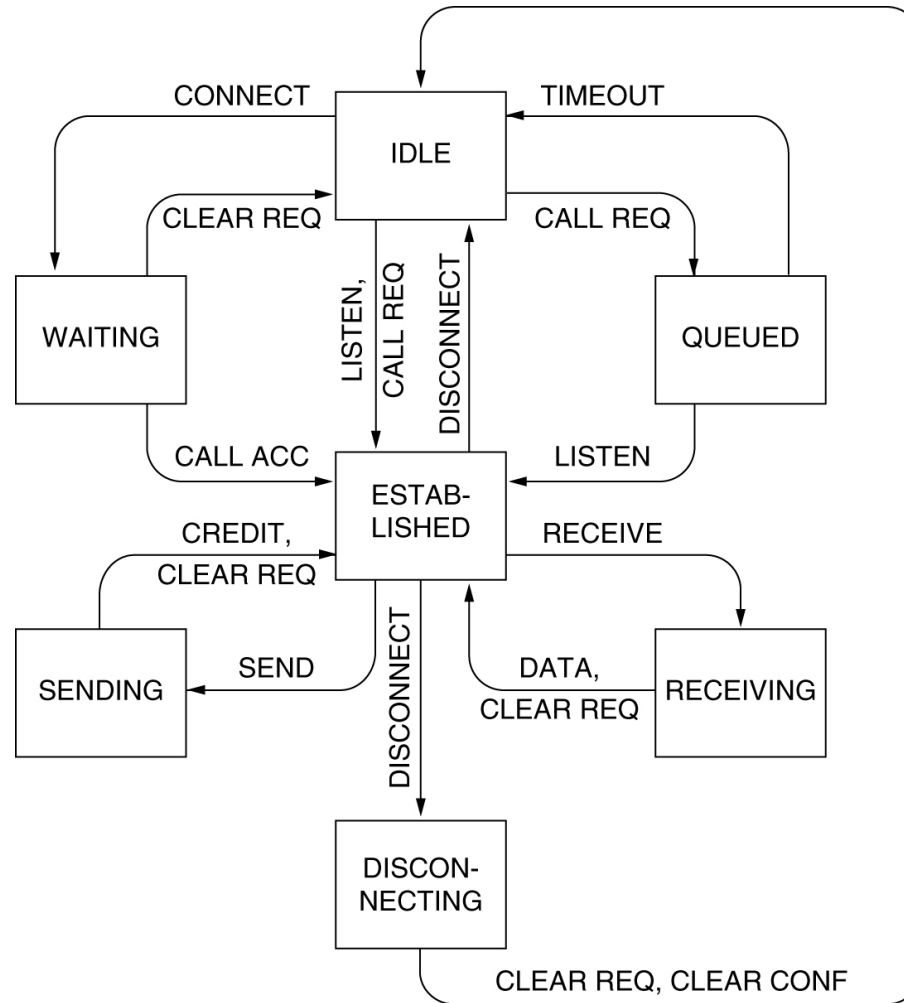 CONNECT
TIMEOUT
IDLE
CLEAR REQ
CALL REQ
LISTEN,
CALL REQ
DISCONNECT
WAITING
QUEUED
CALL ACC
LISTEN
ESTAB-
LISHED
CREDIT,
CLEAR REQ
RECEIVE
SEND
DISCONNECT
DATA,
CLEAR REQ
SENDING
RECEIVING
DISCON-
NECTING
CLEAR REQ, CLEAR CONF